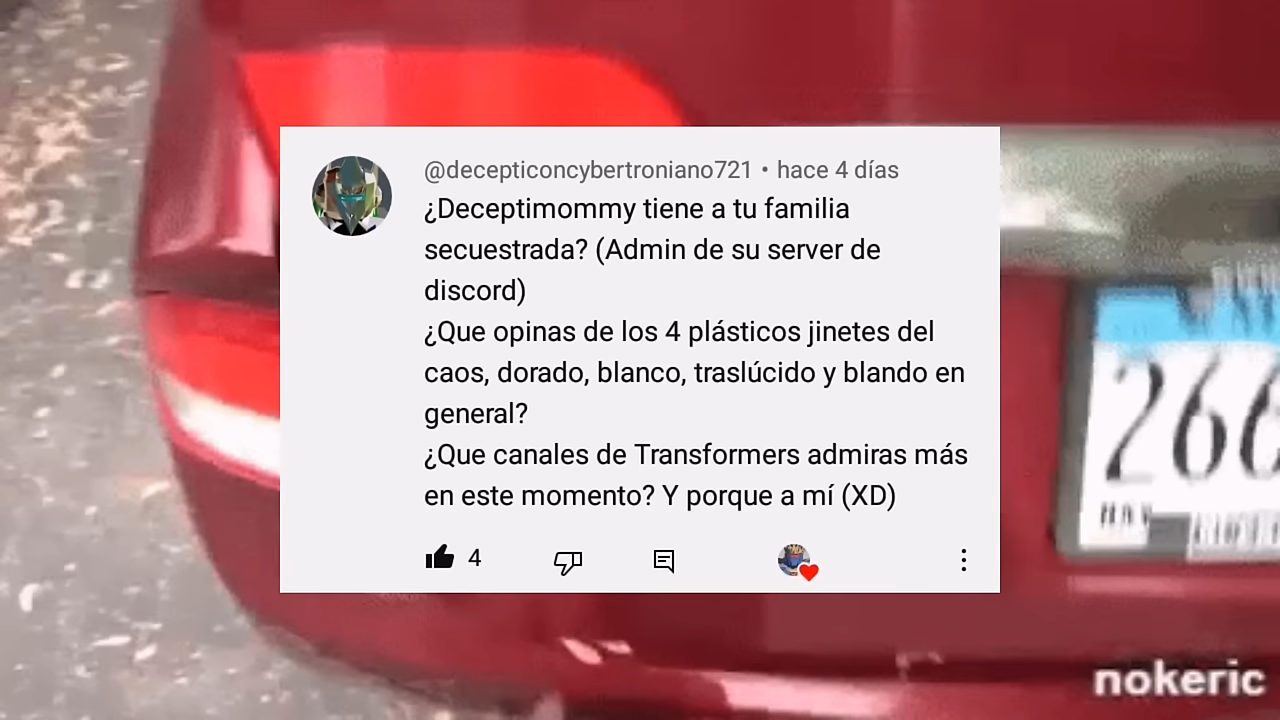 @decepticoncybertroniano721 • hace 4 días
¿Deceptimommy tiene a tu familia
secuestrada? (Admin de su server de
discord)
¿Que opinas de los 4 plásticos jinetes del
caos, dorado, blanco, traslúcido y blando en
general?
¿Que canales de Transformers admiras más
en este momento? Y porque a mí (XD)
4
266
nokeric